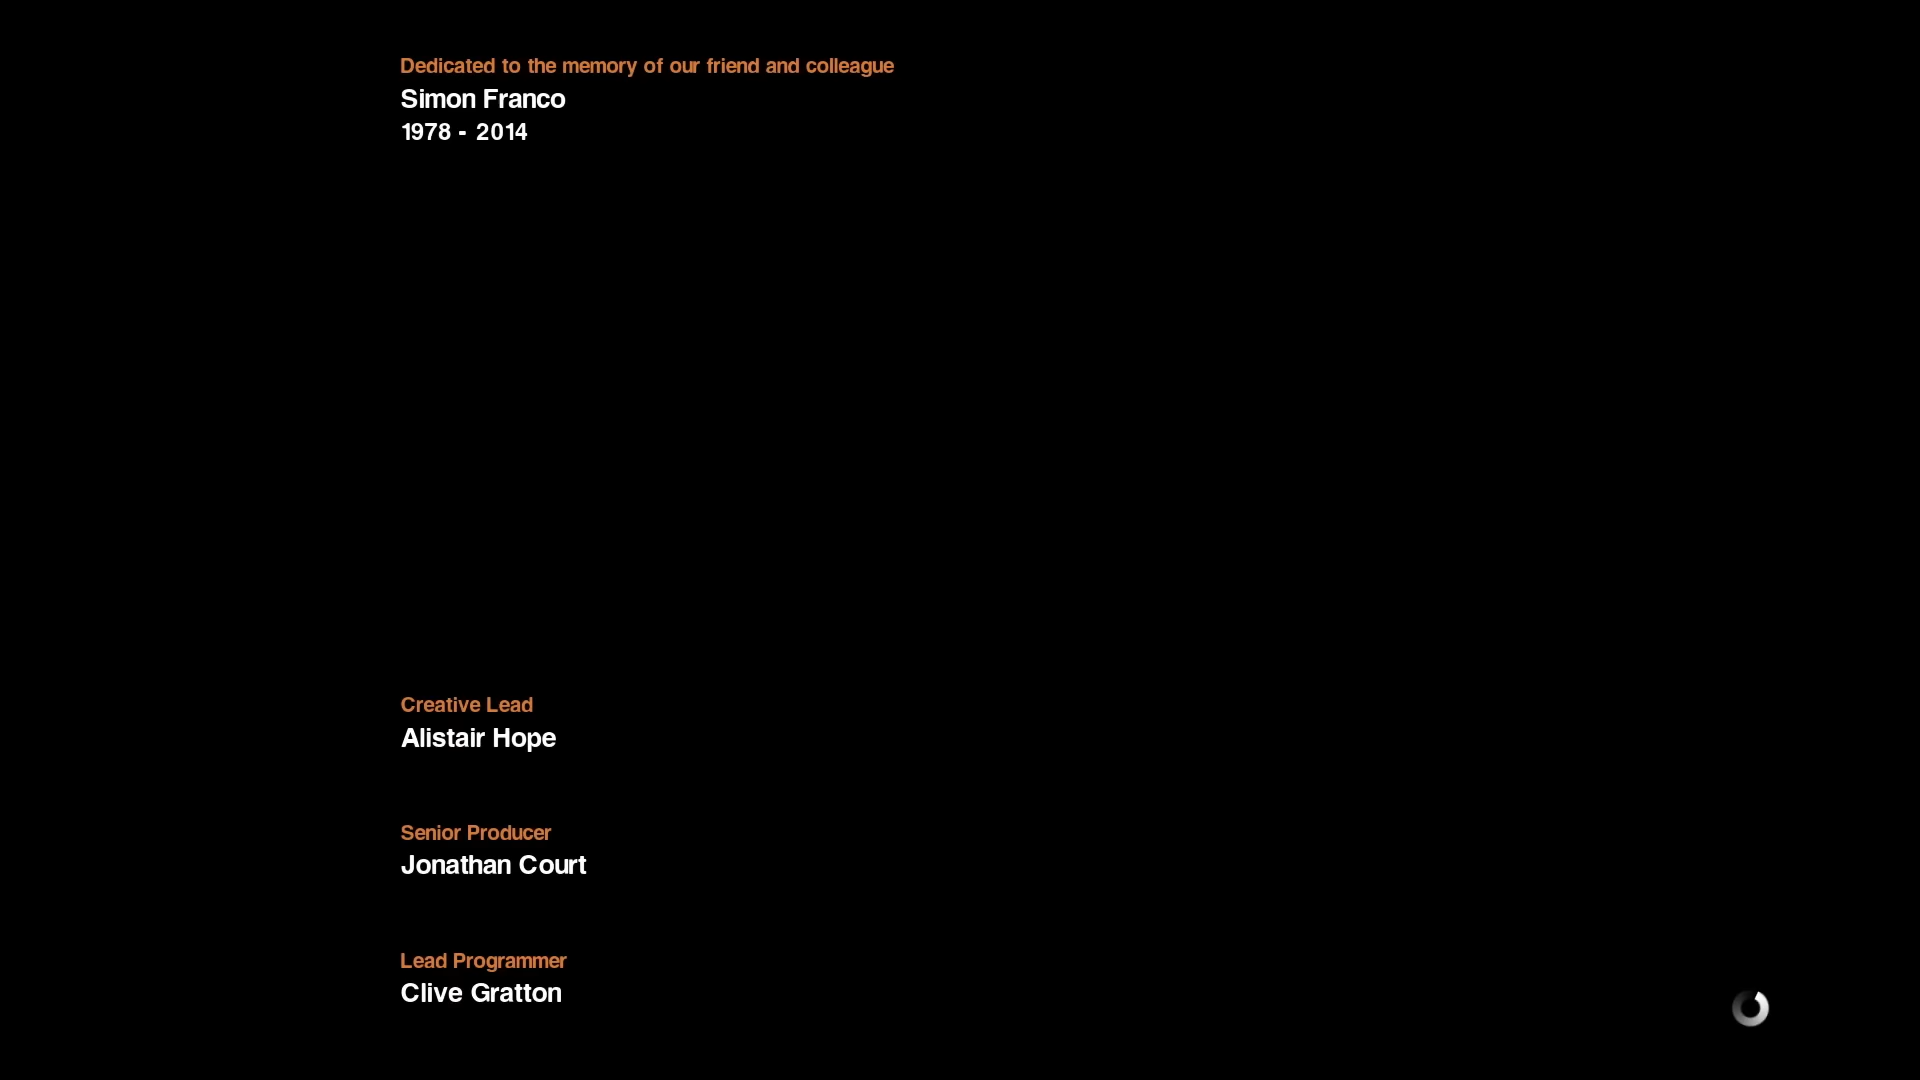 Dedicated to the memory of our friend and colleague
Simon Franco
1978 - 2014
Creative Lead
Alistair Hope
Senior Producer
Jonathan Court
Lead Programmer
Clive Gratton